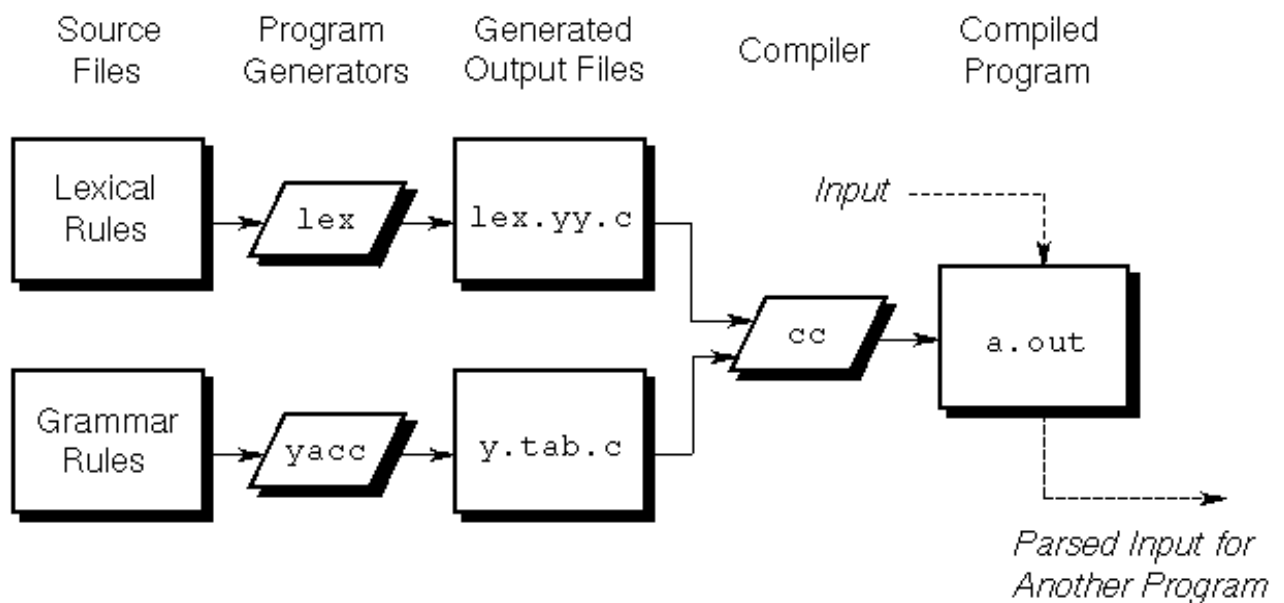 Source
Files
Program
Generators
Generated
Output Files
Compiler
Compiled
Program
Lexical
Rules
lex
lex.yy.c
Input
cc
a.out
Grammar
Rules
yacc
y.tab.c
Parsed Input for
Another Program